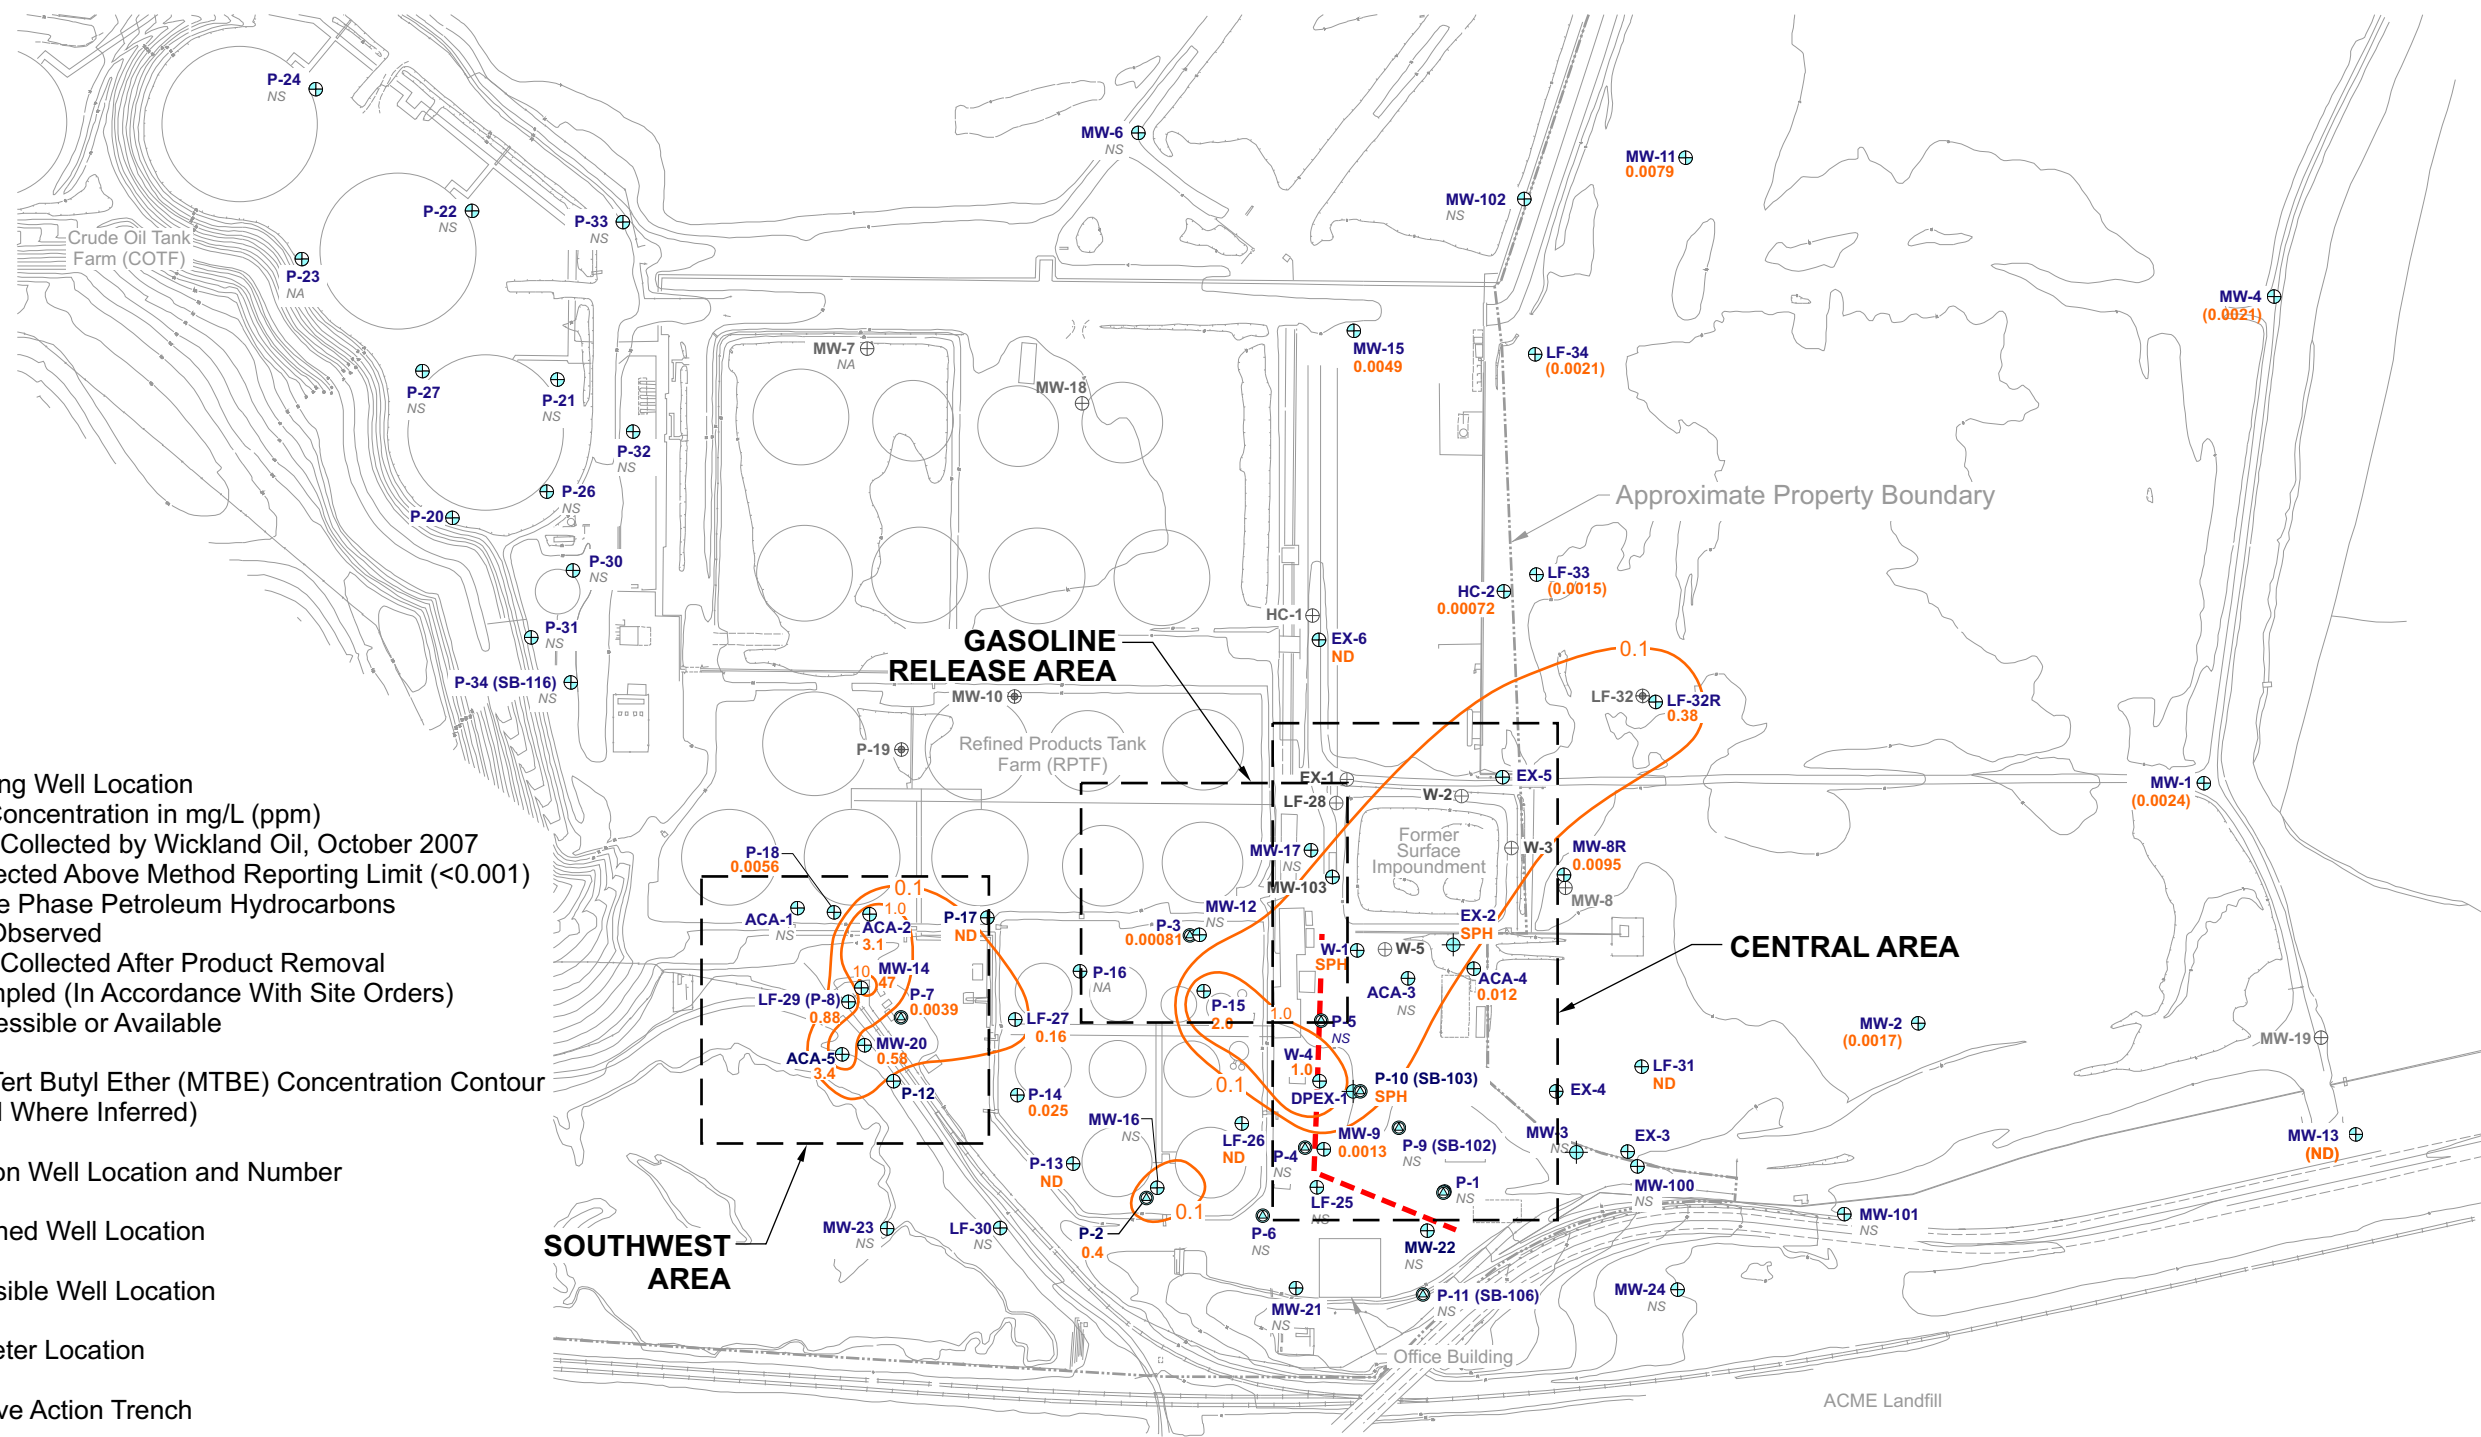 P-24
NS
MW-6
NS
MW-11
0.0079
MW-102
NS
P-22
NS
P-33
NS
Crude Oil Tank
Farm (COTF)
P-23
NA
MW-4
(0.0021)
MW-7
NA
MW-15
0.0049
LF-34
(0.0021)
MW-18
P-27
NS
P-21
NS
P-32
NS
P-26
NS
P-20
Approximate Property Boundary
P-30
NS
LF-33
(0.0015)
HC-2
0.00072
HC-1
P-31
NS
EX-6
ND
GASOLINE
RELEASE AREA
0.1
P-34 (SB-116)
NS
MW-10
LF-32
LF-32R
0.38
P-19
Refined Products Tank
Farm (RPTF)
EX-1
EX-5
MW-1
(0.0024)
LF-28
W-2
ng Well Location
Concentration in mg/L (ppm)
Collected by Wickland Oil, October 2007
ected Above Method Reporting Limit (<0.001)
e Phase Petroleum Hydrocarbons
Observed
Collected After Product Removal
mpled (In Accordance With Site Orders)
essible or Available
Tert Butyl Ether (MTBE) Concentration Contour
d Where Inferred)
on Well Location and Number
ned Well Location
sible Well Location
eter Location
ve Action Trench
Former
Surface
Impoundment
W-3
MW-17
NS
MW-8R
0.0095
MW-8
MW-103
P-18
0.0056
0.1
1.0
ACA-1
NS
ACA-2
3.1
P-17
ND
MW-12
NS
P-3
0.00081
EX-2
SPH
W-1
SPH
W-5
CENTRAL AREA
10
MW-14
47
P-16
NA
ACA-3
NS
ACA-4
0.012
LF-29 (P-8)
0.88
P-7
0.0039
P-15
2.0
1.0
LF-27
0.16
P-5
NS
MW-2
(0.0017)
MW-19
ACA-5
3.4
MW-20
0.58
W-4
1.0
LF-31
ND
0.1
P-12
P-14
0.025
P-10 (SB-103)
SPH
DPEX-1
EX-4
MW-16
NS
LF-26
ND
MW-9
0.0013
P-9 (SB-102)
NS
P-4
NS
MW-3
NS
EX-3
MW-13
(ND)
P-13
ND
P-1
NS
MW-100
NS
LF-25
NS
0.1
P-2
0.4
P-6
NS
MW-101
NS
MW-23
NS
LF-30
NS
SOUTHWEST
AREA
MW-22
NS
MW-21
NS
P-11 (SB-106)
NS
MW-24
NS
Office Building
ACME Landfill